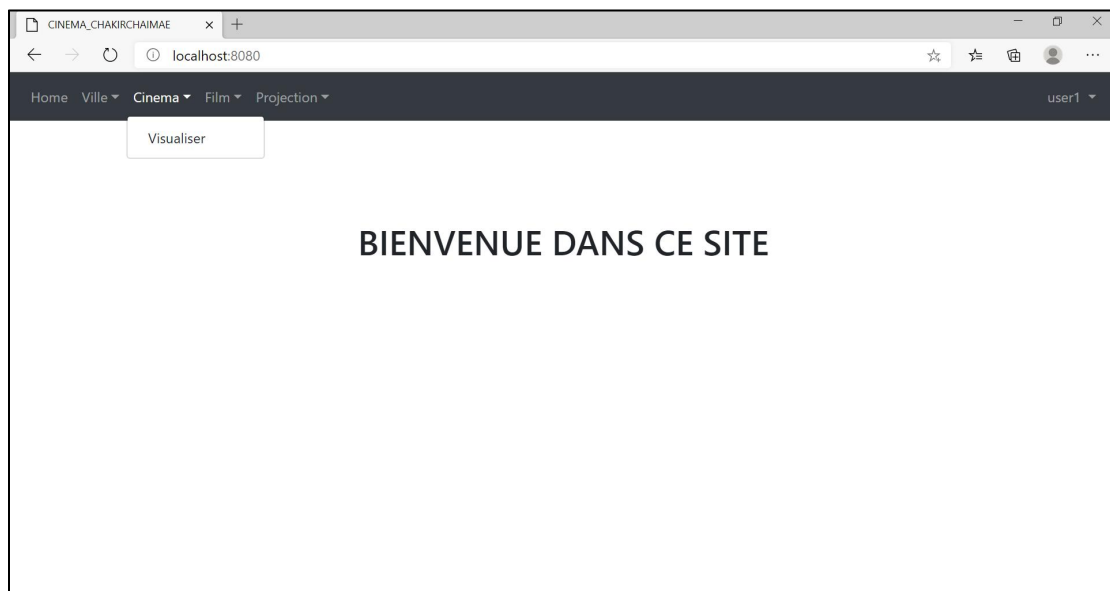 CINEMA_CHAKIRCHAIMAE
localhost:8080
Home Ville Cinema Film Projection user1
Visualiser
BIENVENUE DANS CE SITE